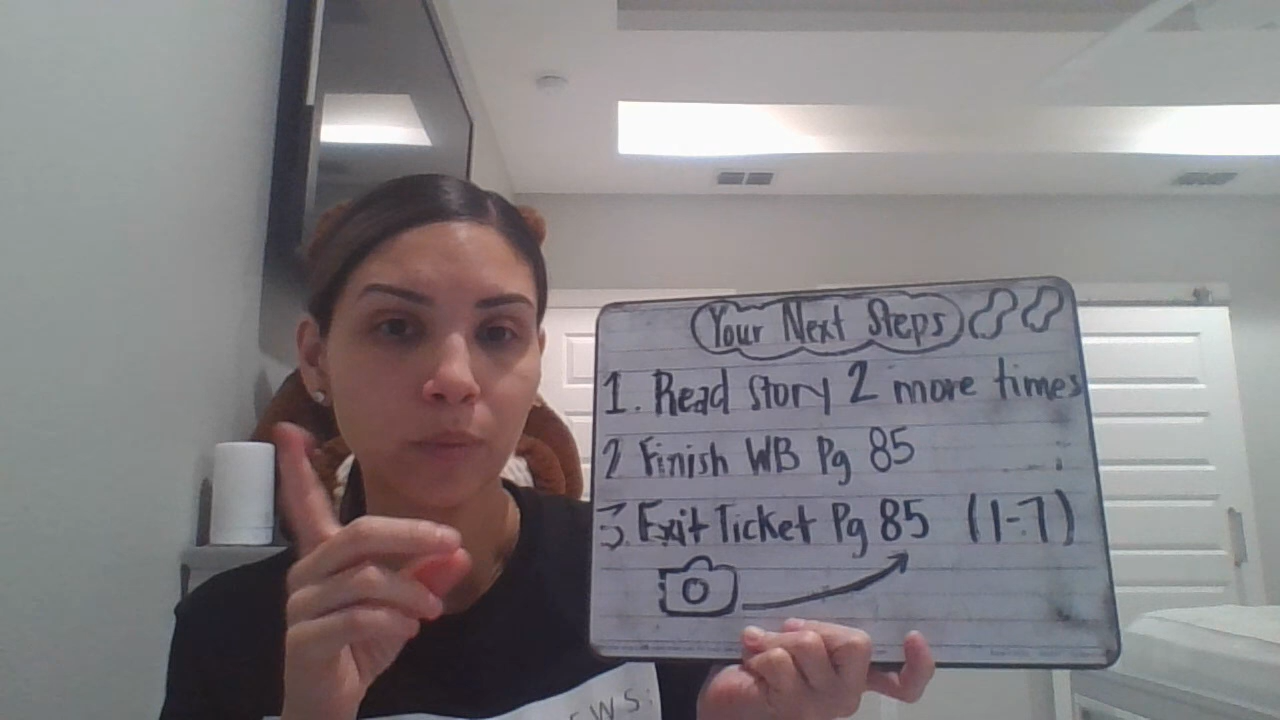 Your Next Steps
1. Read story 2 more times
2 Finish WB Pg 85
3. Exit Ticket Pg 85 (1-7)